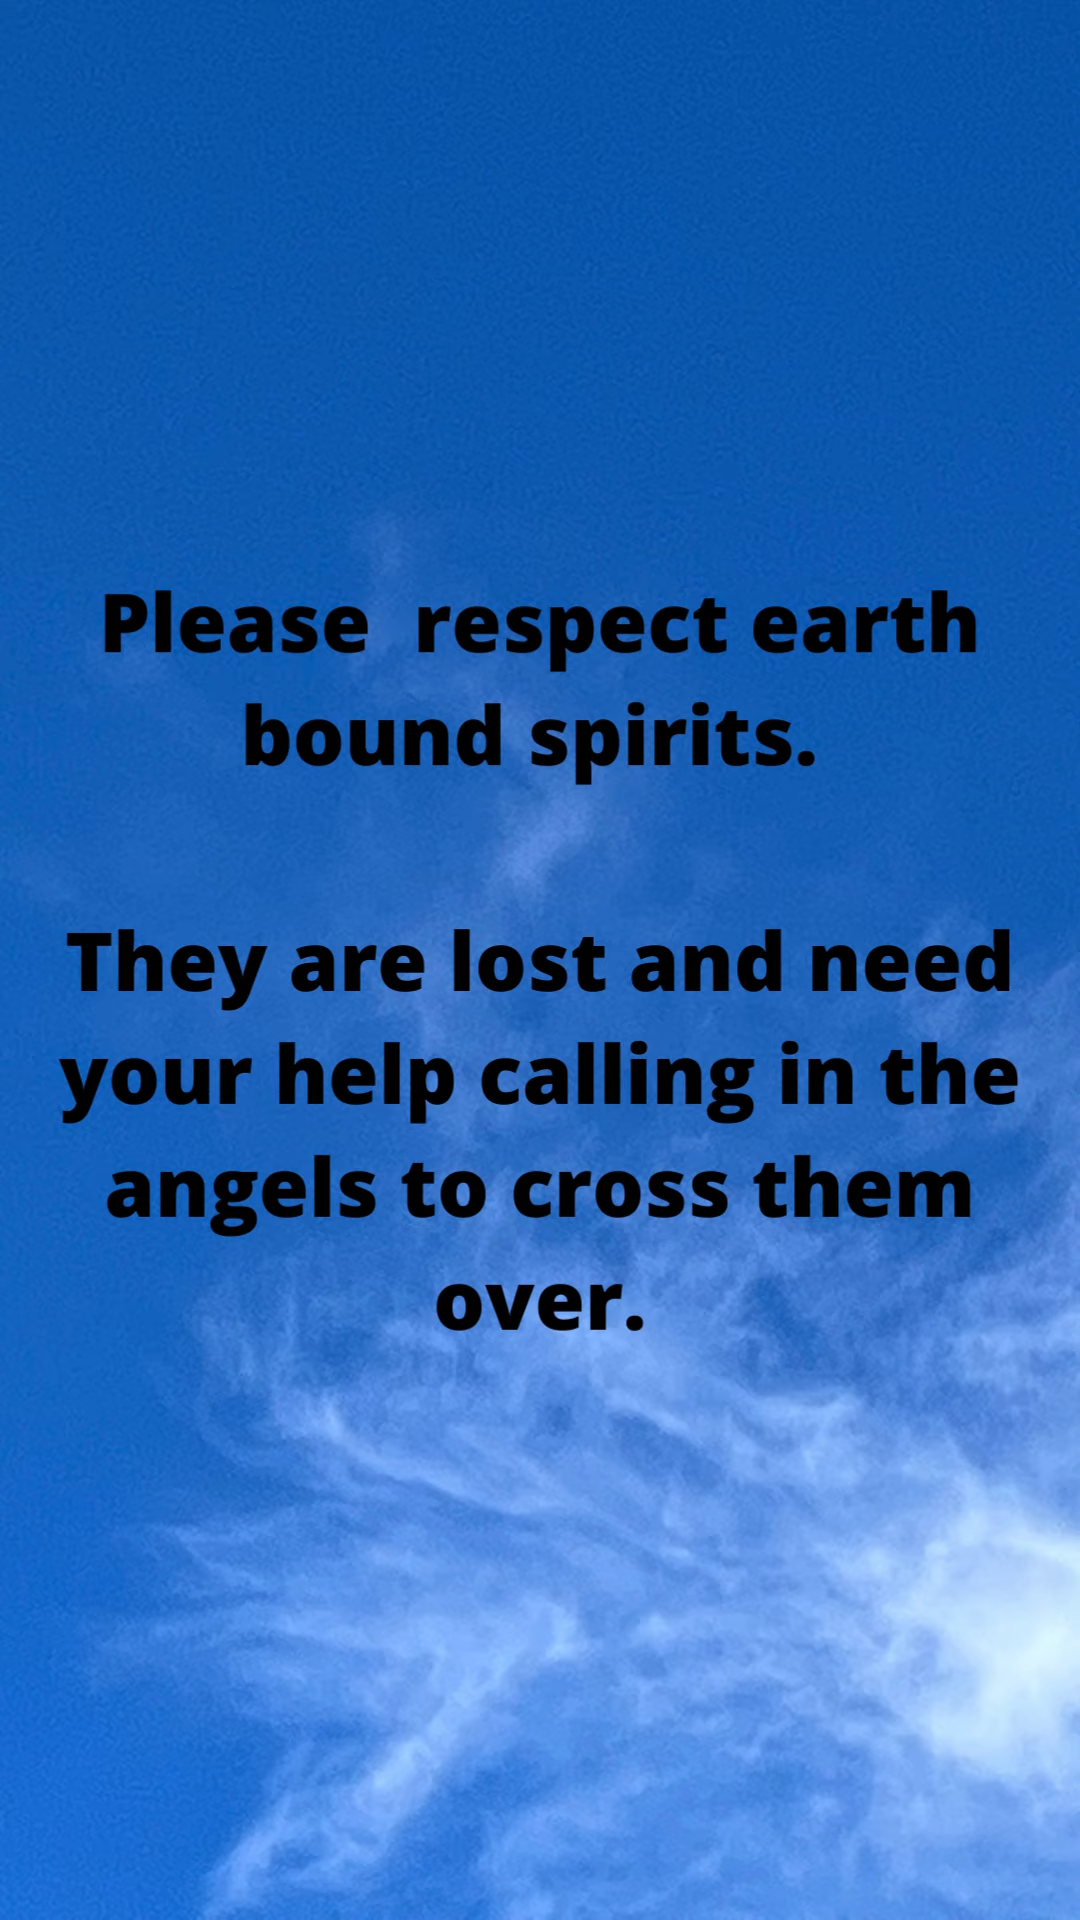 Please  respect earth
bound spirits.
They are lost and need
your help calling in the
angels to cross them
over.